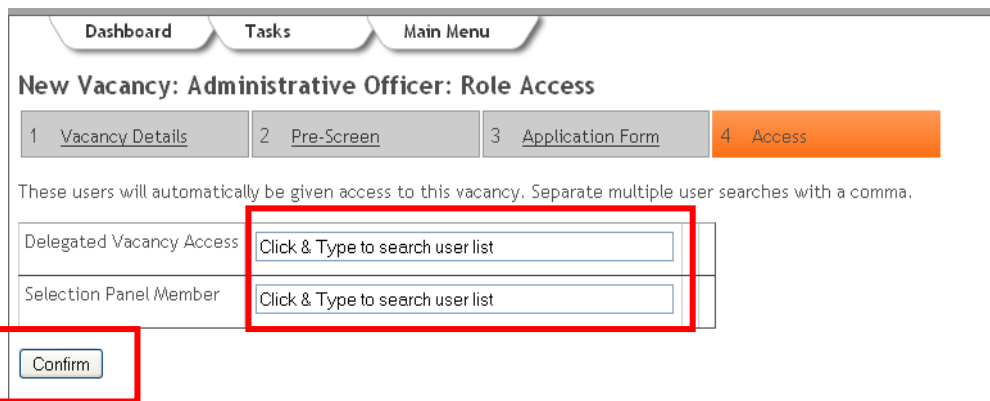 Dashboard Tasks Main Menu
New Vacancy: Administrative Officer: Role Access
1 Vacancy Details 2 Pre-Screen 3 Application Form 4 Access
These users will automatically be given access to this vacancy. Separate multiple user searches with a comma.
Delegated Vacancy Access Click & Type to search user list
Selection Panel Member Click & Type to search user list
Confirm